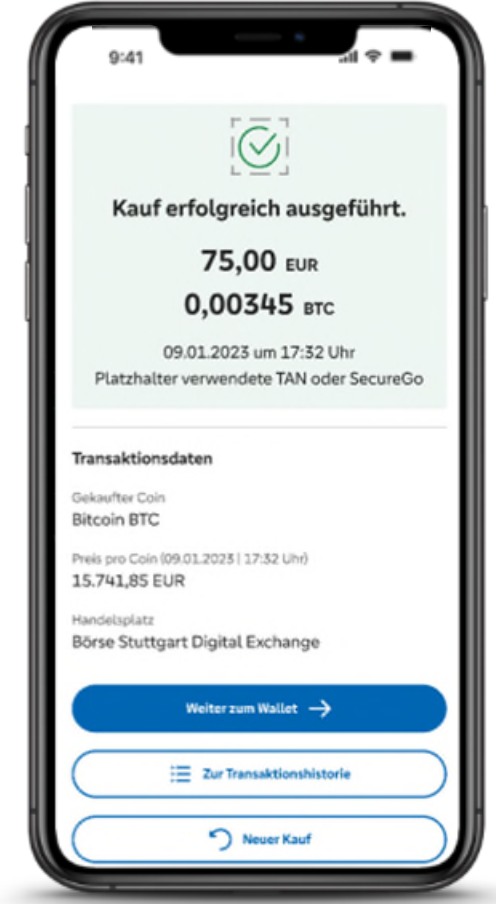 9:41
Kauf erfolgreich ausgeführt.
75,00 EUR
0,00345 BTC
09.01.2023 um 17:32 Uhr
Platzhalter verwendete TAN oder SecureGo
Transaktionsdaten
Gekaufter Coin
Bitcoin BTC
Preis pro Coin (09.01.2023 | 17:32 Uhr)
15.741,85 EUR
Handelsplatz
Börse Stuttgart Digital Exchange
Weiter zum Wallet
Zur Transaktionshistorie
Neuer Kauf